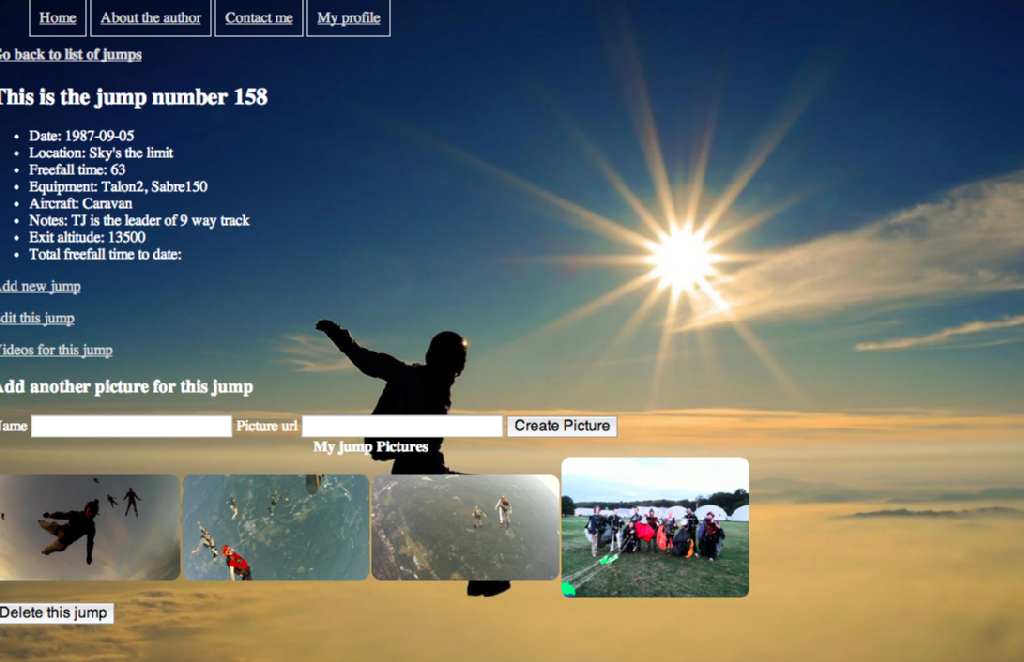 Home About the author Contact me My profile
Go back to list of jumps
This is the jump number 158
• Date: 1987-09-05
• Location: Sky's the limit
• Freefall time: 63
• Equipment: Talon2, Sabre150
• Aircraft: Caravan
• Notes: TJ is the leader of 9 way track
• Exit altitude: 13500
• Total freefall time to date:
Add new jump
Edit this jump
Videos for this jump
Add another picture for this jump
Name Picture url Create Picture
My jump Pictures
Delete this jump